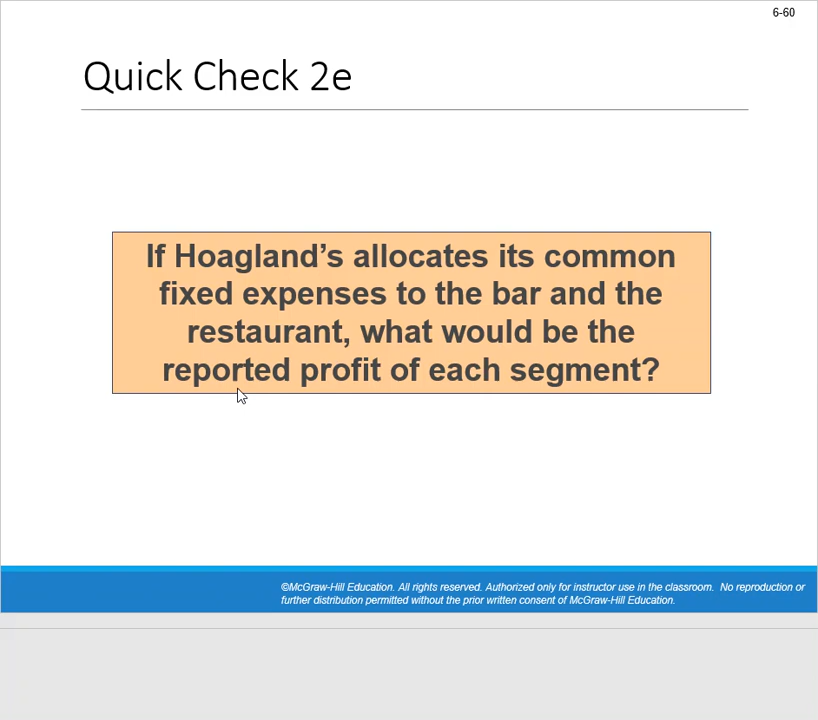 6-60
Quick Check 2e
If Hoagland’s allocates its common
fixed expenses to the bar and the
restaurant, what would be the
reported profit of each segment?
©McGraw-Hill Education. All rights reserved. Authorized only for instructor use in the classroom. No reproduction or
further distribution permitted without the prior written consent of McGraw-Hill Education.